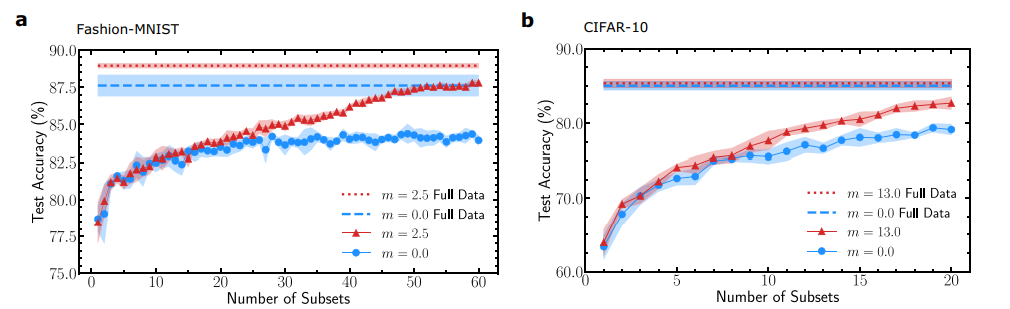 a
Fashion-MNIST
90.0
87.5
85.0
82.5
80.0
77.5
75.0
Test Accuracy (%)
m = 2.5 Full Data
m = 0.0 Full Data
m = 2.5
m = 0.0
0 10 20 30 40 50 60
Number of Subsets
b
CIFAR-10
90.0
80.0
70.0
60.0
Test Accuracy (%)
m = 13.0 Full Data
m = 0.0 Full Data
m = 13.0
m = 0.0
0 5 10 15 20
Number of Subsets